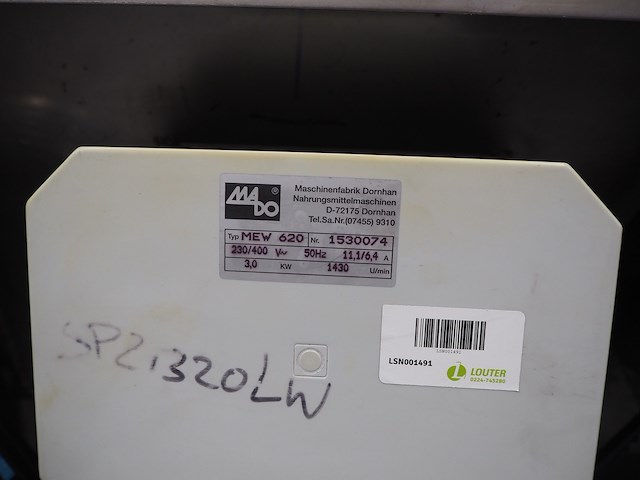 MADO ®
Maschinenfabrik Dornhan
Nahrungsmittelmaschinen
D-72175 Dornhan
Tel.Sa.Nr.(07455) 9310
Typ MEW 620 Nr. 1530074
230/400 V~ 50Hz 11,1/6,4 A
3,0 KW 1430 U/min
LSN001491
LSN001491
LOUTER
0224-745280
SP21320LW